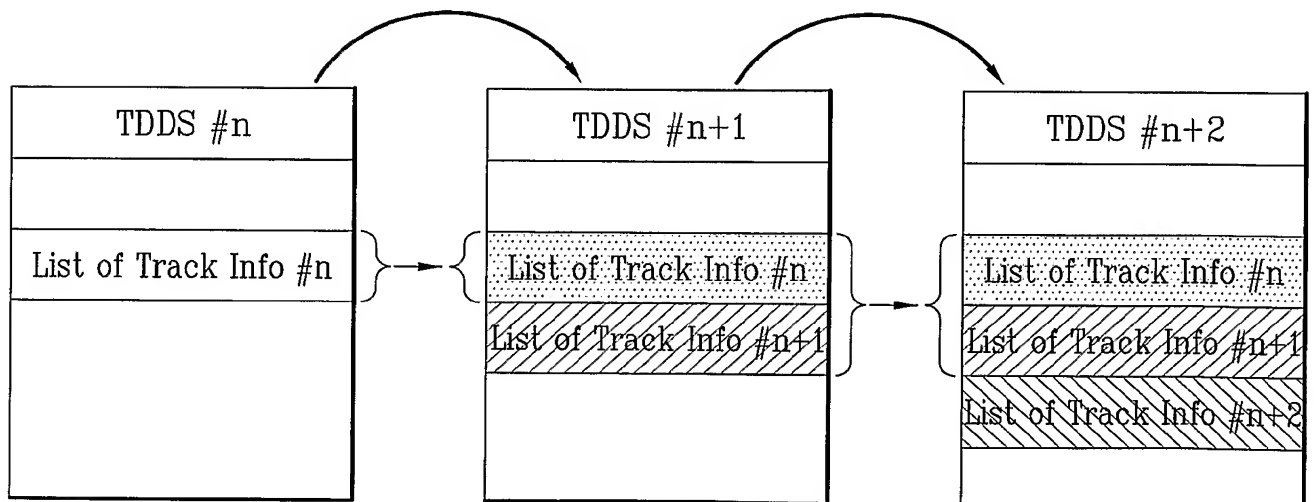 TDDS #n
List of Track Info #n
TDDS #n+1
List of Track Info #n
List of Track Info #n+1
TDDS #n+2
List of Track Info #n
List of Track Info #n+1
List of Track Info #n+2